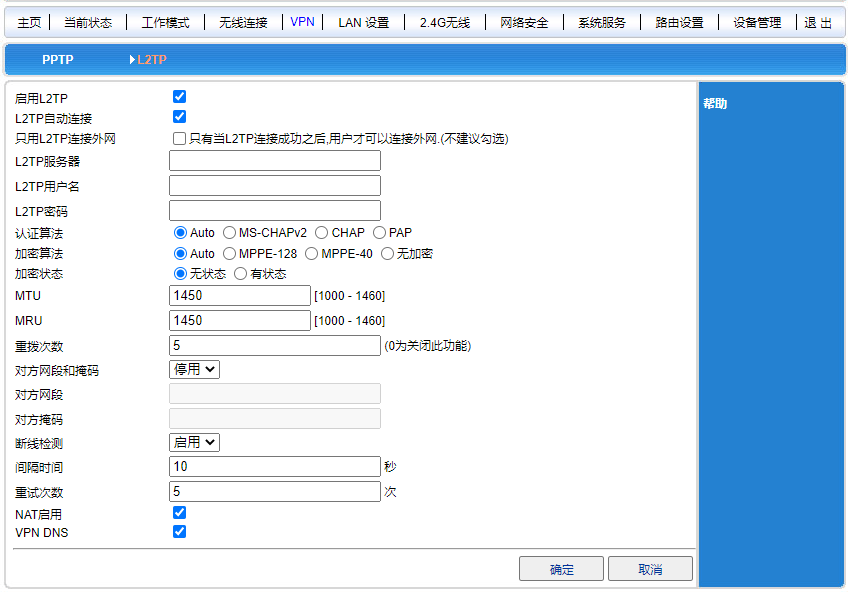 主页 当前状态 工作模式 无线连接 VPN LAN 设置 2.4G无线 网络安全 系统服务 路由设置 设备管理 退 出
PPTP L2TP
帮助
启用L2TP
L2TP自动连接
只用L2TP连接外网 只有当L2TP连接成功之后,用户才可以连接外网.(不建议勾选)
L2TP服务器
L2TP用户名
L2TP密码
认证算法 Auto MS-CHAPv2 CHAP PAP
加密算法 Auto MPPE-128 MPPE-40 无加密
加密状态 无状态 有状态
MTU 1450 [1000 - 1460]
MRU 1450 [1000 - 1460]
重拨次数 5 (0为关闭此功能)
对方网段和掩码 停用
对方网段
对方掩码
断线检测 启用
间隔时间 10 秒
重试次数 5 次
NAT启用
VPN DNS
确定 取消